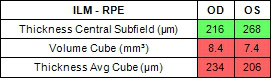 ILM - RPE OD OS
Thickness Central Subfield (μm) 216 268
Volume Cube (mm³) 8.4 7.4
Thickness Avg Cube (μm) 234 206